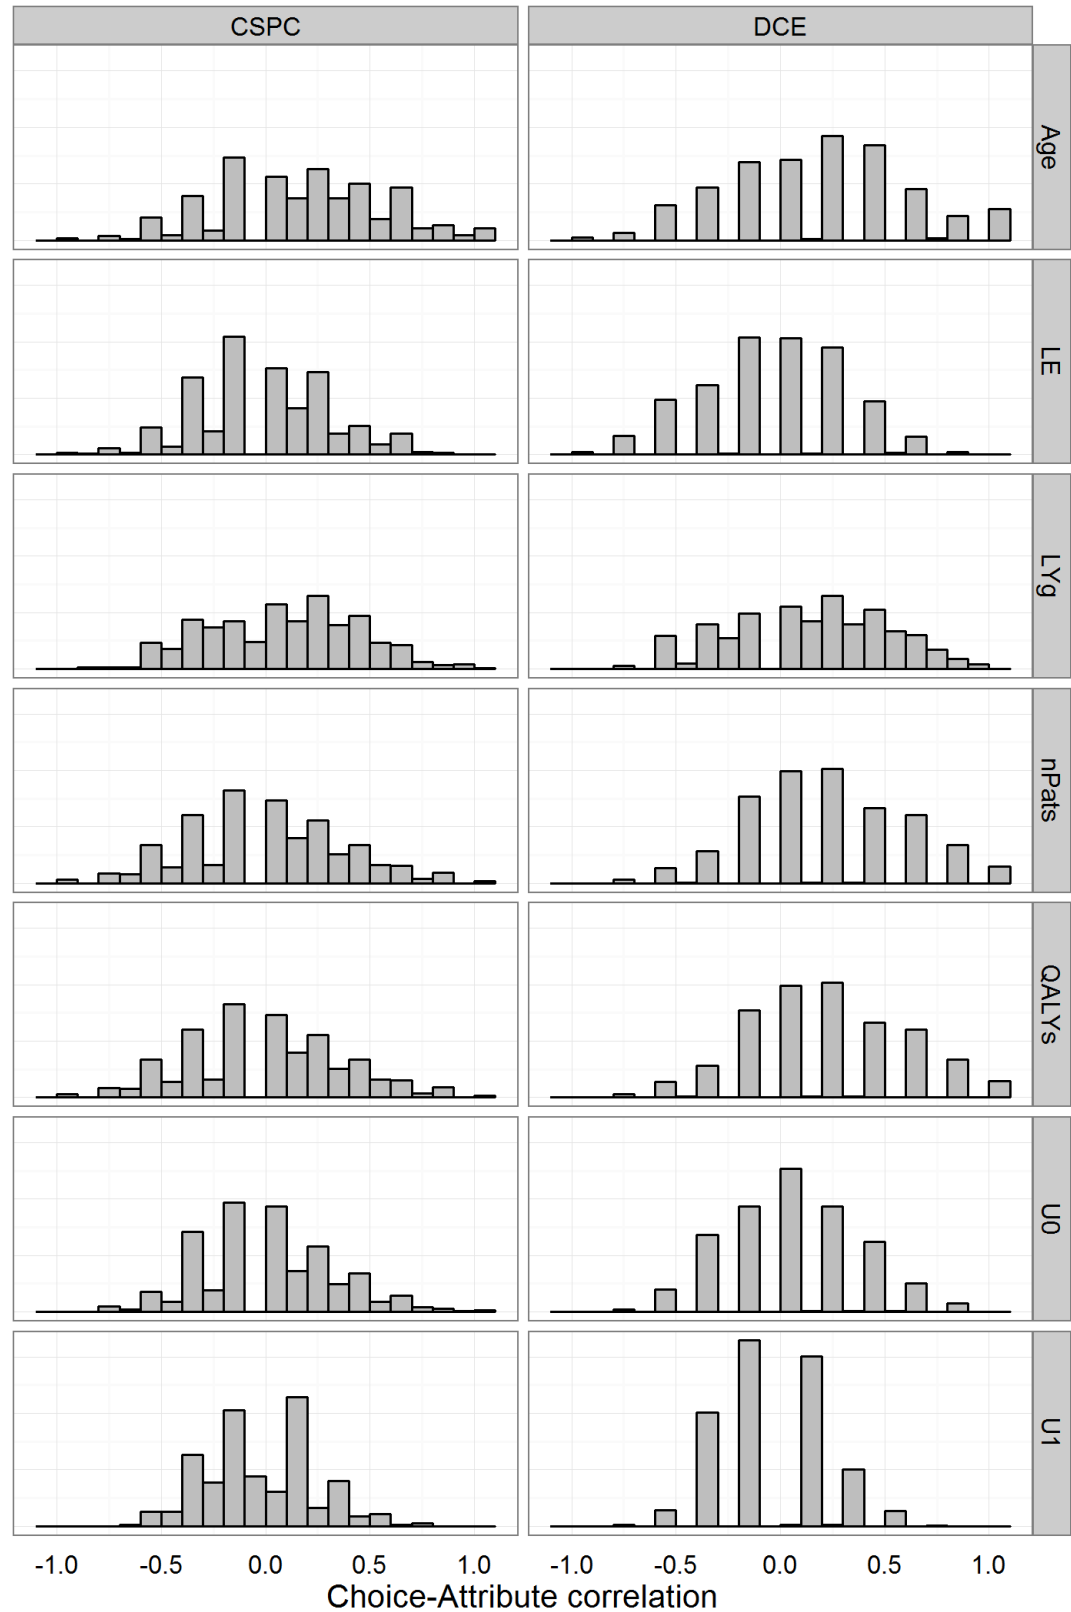 CSPC DCE
Age
LE
LYg
nPats
QALYs
U0
U1
-1.0 -0.5 0.0 0.5 1.0 -1.0 -0.5 0.0 0.5 1.0
Choice-Attribute correlation